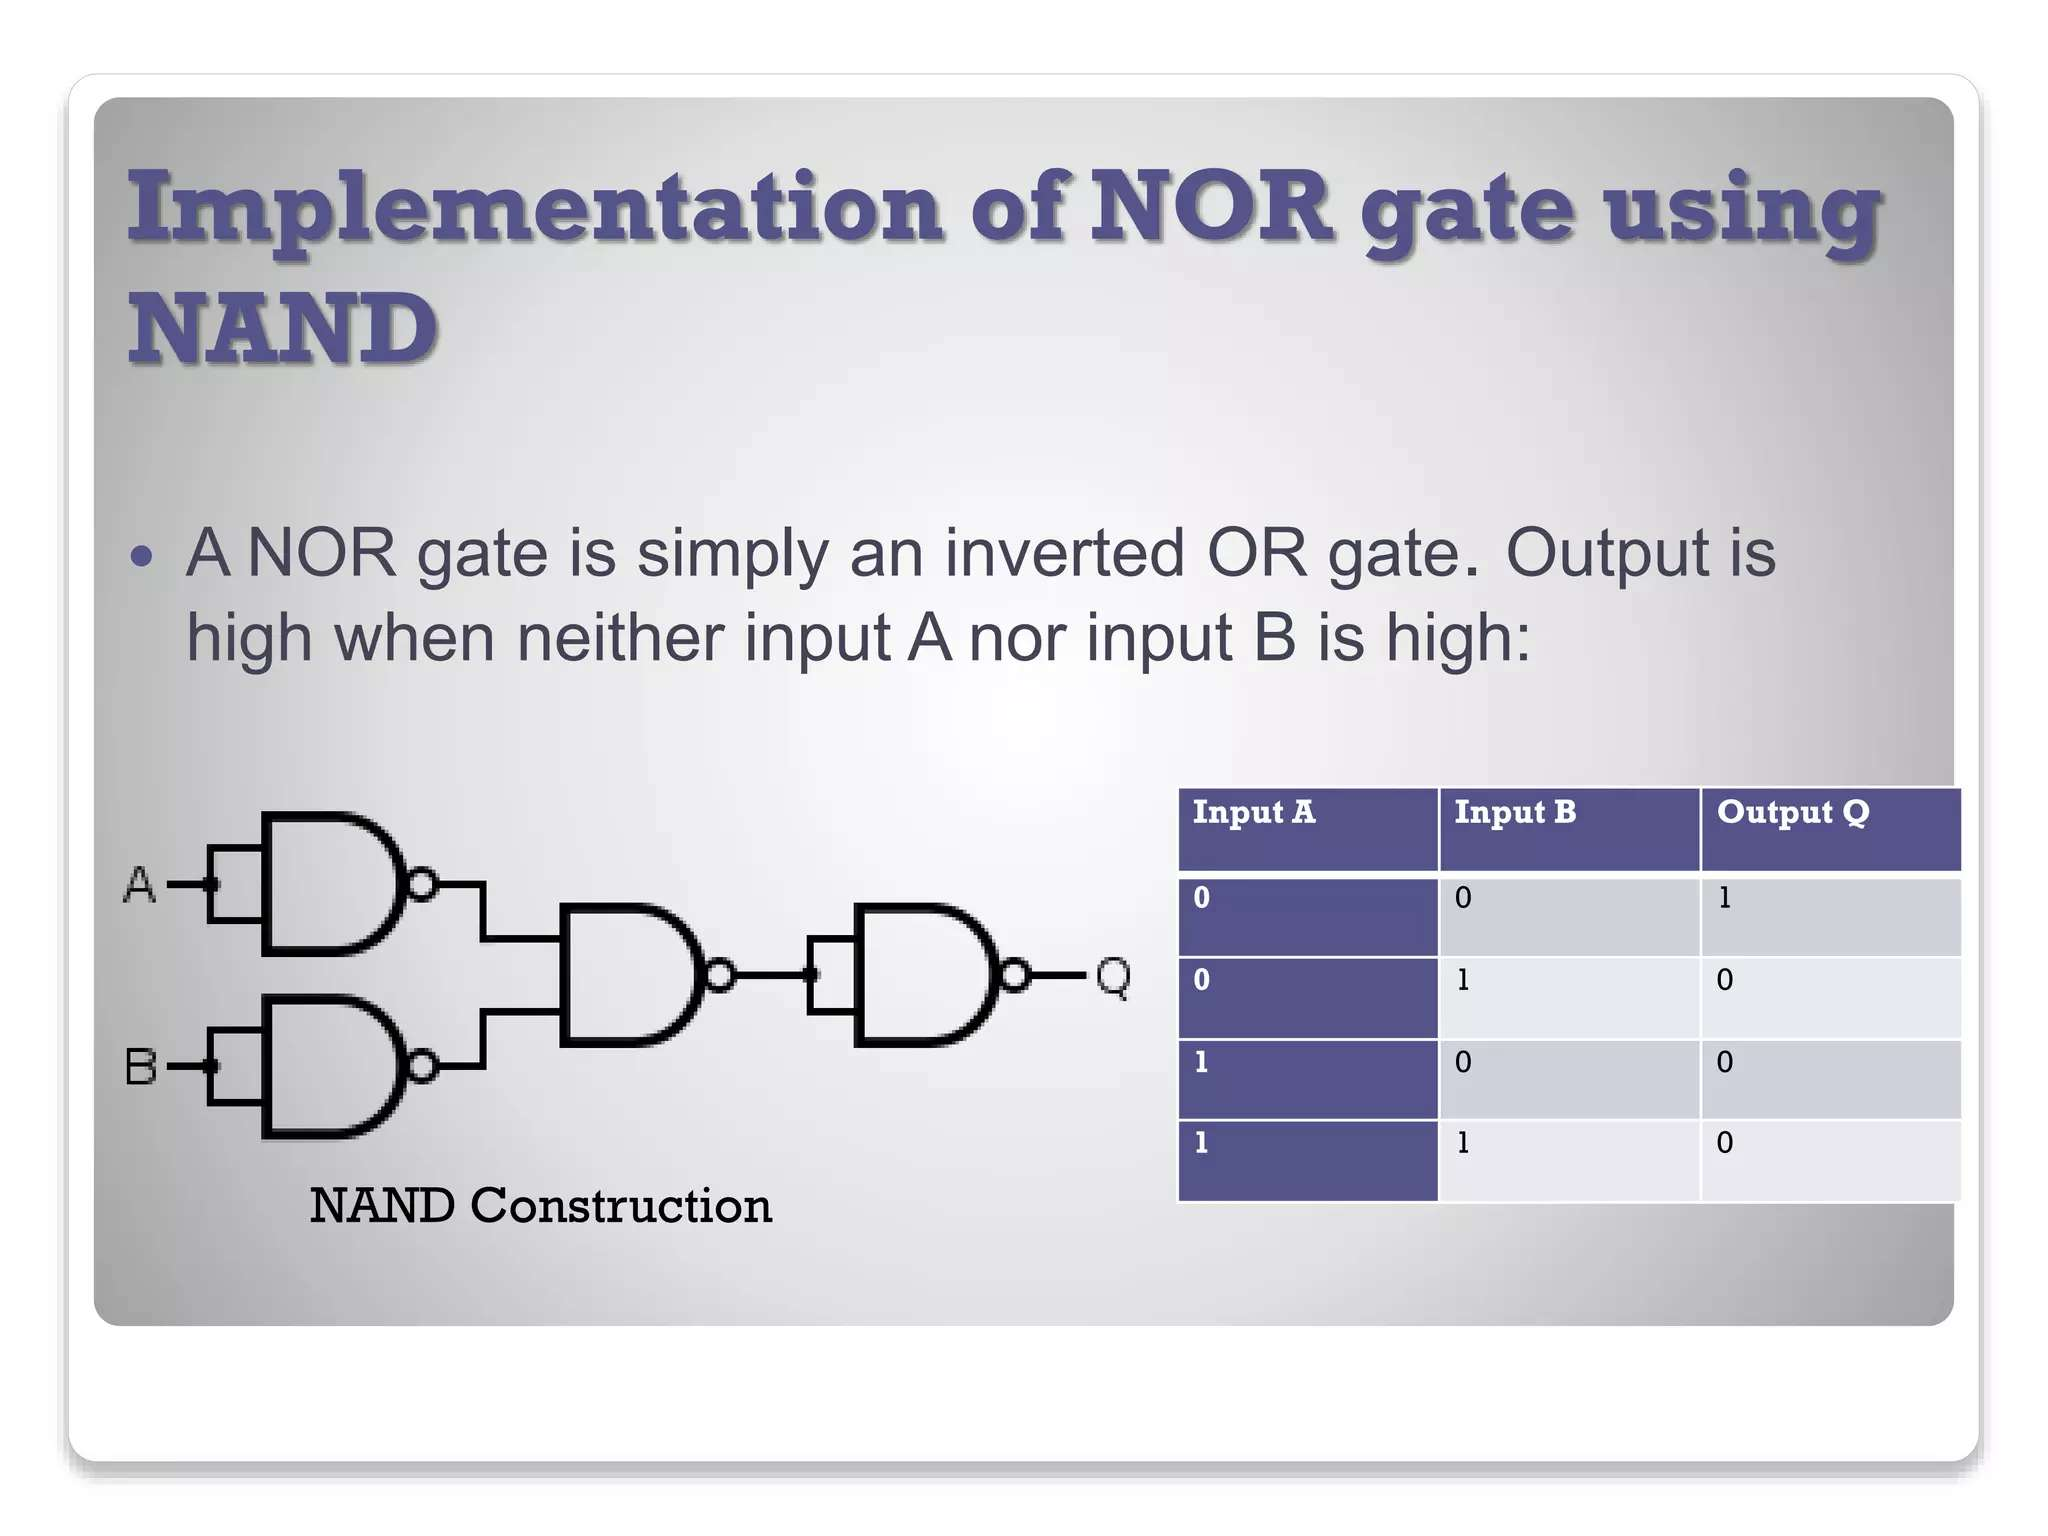 Implementation of NOR gate using
NAND
• A NOR gate is simply an inverted OR gate. Output is
high when neither input A nor input B is high:
A
B
Q
NAND Construction
Input A Input B Output Q
0 0 1
0 1 0
1 0 0
1 1 0